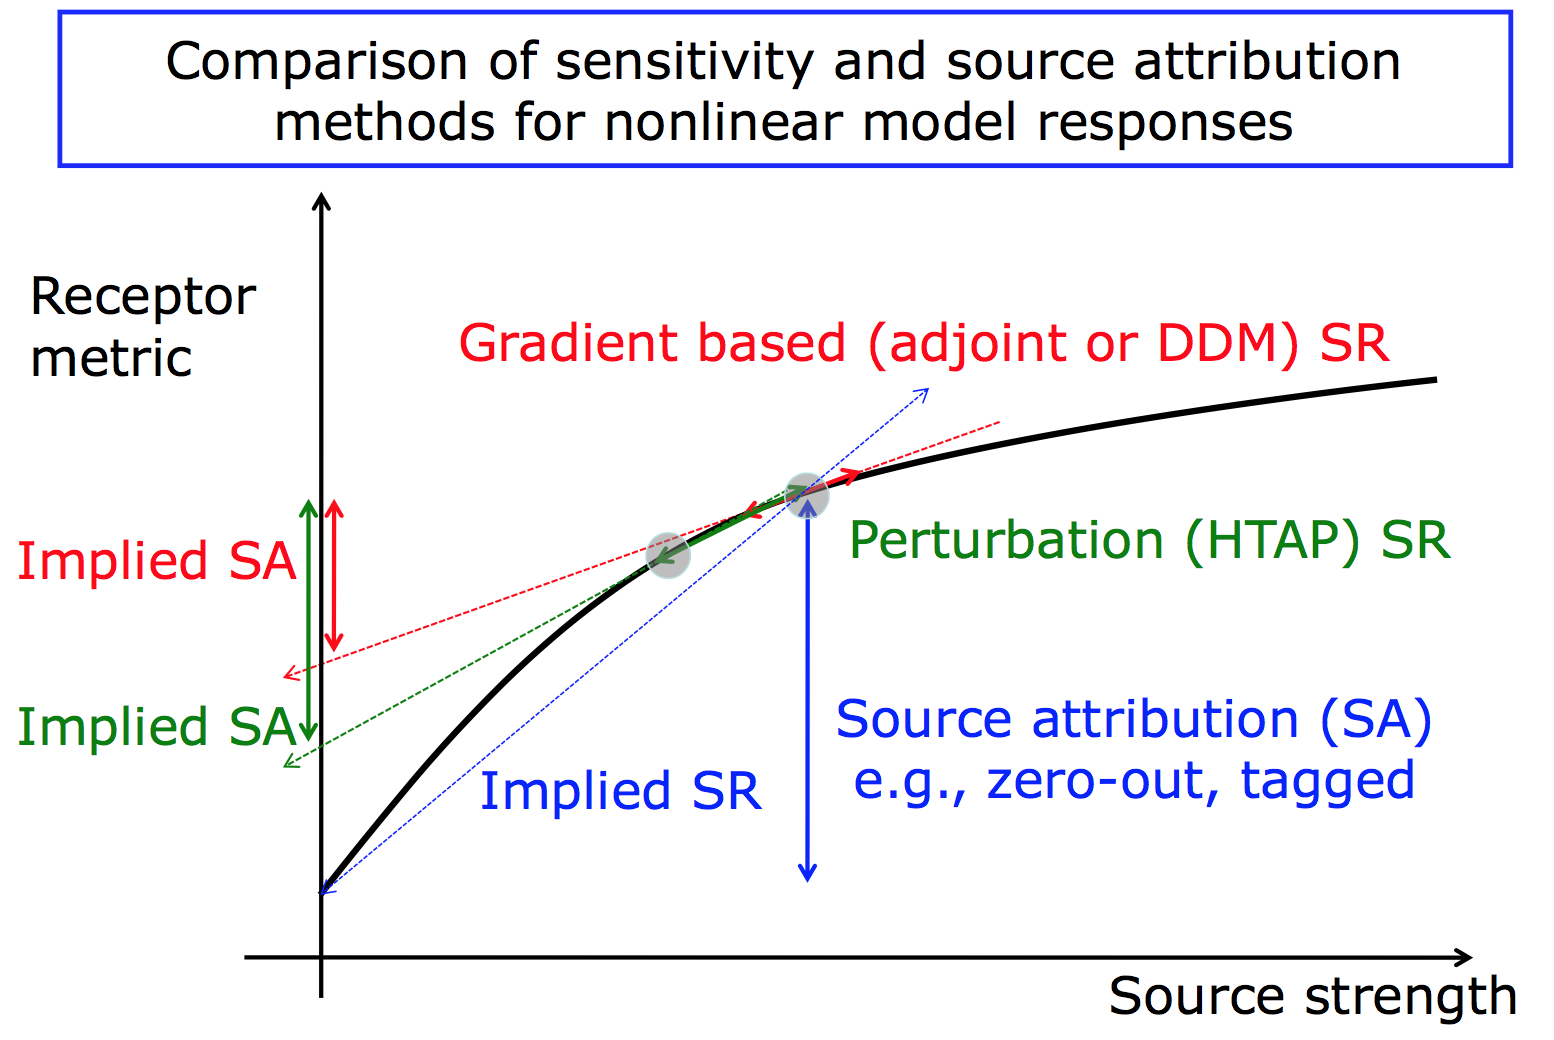 Comparison of sensitivity and source attribution
methods for nonlinear model responses
Receptor
metric
Gradient based (adjoint or DDM) SR
Perturbation (HTAP) SR
Implied SA
Implied SA
Source attribution (SA)
e.g., zero-out, tagged
Implied SR
Source strength